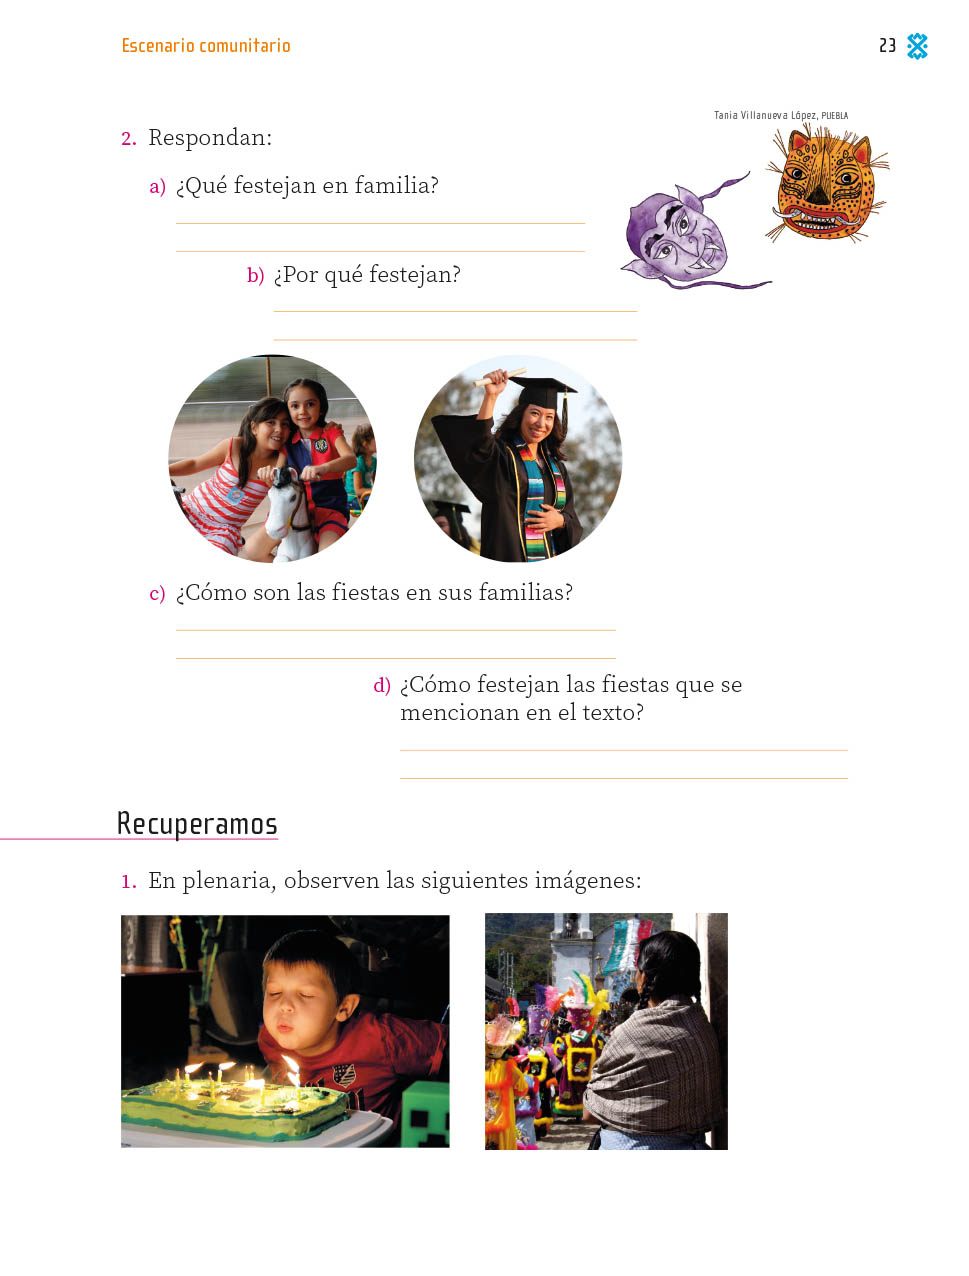 Escenario comunitario
23
Tania Villanueva López, PUEBLA
2. Respondan:
a) ¿Qué festejan en familia?
b) ¿Por qué festejan?
c) ¿Cómo son las fiestas en sus familias?
d) ¿Cómo festejan las fiestas que se
mencionan en el texto?
Recuperamos
1. En plenaria, observen las siguientes imágenes: